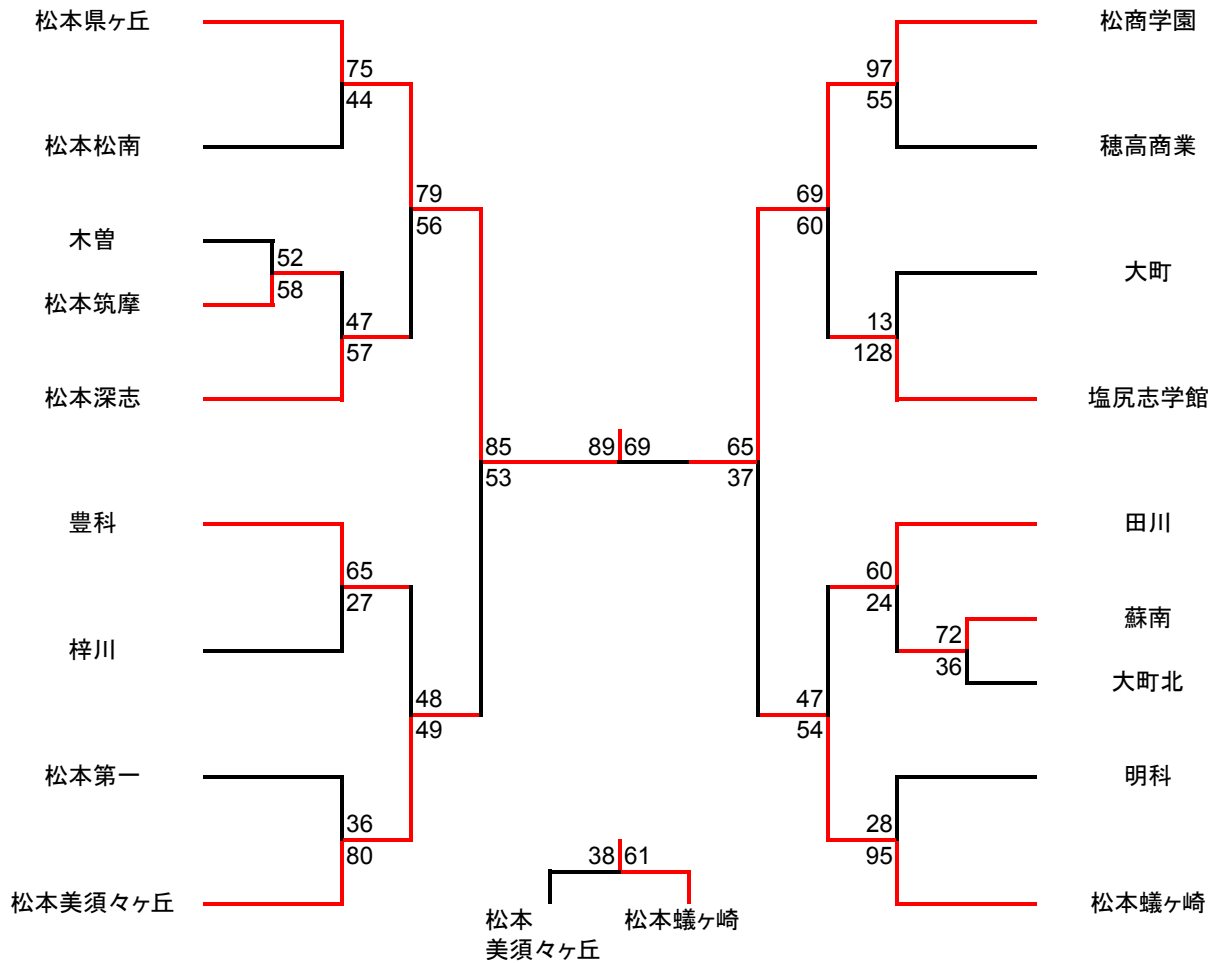 松本県ヶ丘
75
44
松本松南
79
56
木曽
52
58
松本筑摩
47
57
松本深志
85
53
豊科
65
27
梓川
48
49
松本第一
36
80
松本美須々ヶ丘
89 69
38 61
松本
美須々ヶ丘
松本蟻ヶ崎
松商学園
97
55
穂高商業
69
60
大町
13
128
塩尻志学館
65
37
田川
60
24
蘇南
72
36
大町北
47
54
明科
28
95
松本蟻ヶ崎